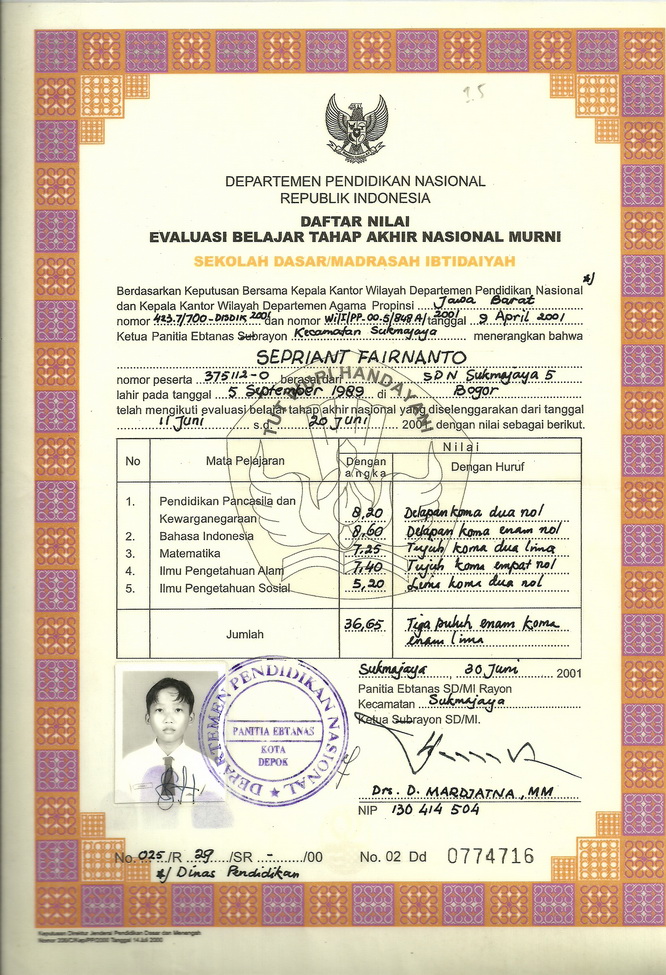 9.5
DEPARTEMEN PENDIDIKAN NASIONAL
REPUBLIK INDONESIA
DAFTAR NILAI
EVALUASI BELAJAR TAHAP AKHIR NASIONAL MURNI
SEKOLAH DASAR/MADRASAH IBTIDAIYAH
*)
Berdasarkan Keputusan Bersama Kepala Kantor Wilayah Departemen Pendidikan Nasional
dan Kepala Kantor Wilayah Departemen Agama Propinsi Jawa Barat
nomor 423.7/700-DISDIK 2001 dan nomor Wi/I/PP.00.5/848A/2001 tanggal 9 April 2001
Ketua Panitia Ebtanas Subrayon Kecamatan Sukmajaya menerangkan bahwa
SEPRIANT FAIRNANTO
nomor peserta 375112-0 berasal dari SDN Sukmajaya 5
lahir pada tanggal 5 September 1989 di Bogor
telah mengikuti evaluasi belajar tahap akhir nasional yang diselenggarakan dari tanggal
11 Juni s.d. 20 Juni 2001, dengan nilai sebagai berikut.
TUT WURI HANDAYANI
No Mata Pelajaran Nilai
Dengan angka Dengan Huruf
1. Pendidikan Pancasila dan
Kewarganegaraan 8,20 Delapan koma dua nol
2. Bahasa Indonesia 8,60 Delapan koma enam nol
3. Matematika 7,25 Tujuh koma dua lima
4. Ilmu Pengetahuan Alam 7,40 Tujuh koma empat nol
5. Ilmu Pengetahuan Sosial 5,20 Lima koma dua nol
Jumlah 36,65 Tiga puluh enam koma
enam lima
Sukmajaya, 30 Juni 2001
Panitia Ebtanas SD/MI Rayon
Kecamatan Sukmajaya
Ketua Subrayon SD/MI.
DEPARTEMEN PENDIDIKAN NASIONAL
PANITIA EBTANAS
KOTA
DEPOK
Drs. D. MARDJATNA, MM
NIP 130 414 504
No. 025 /R 29 /SR - /00 No. 02 Dd 0774716
*) Dinas Pendidikan
Keputusan Direktur Jenderal Pendidikan Dasar dan Menengah
Nomor 206/C/Kep/PP/2000 Tanggal 14 Juli 2000